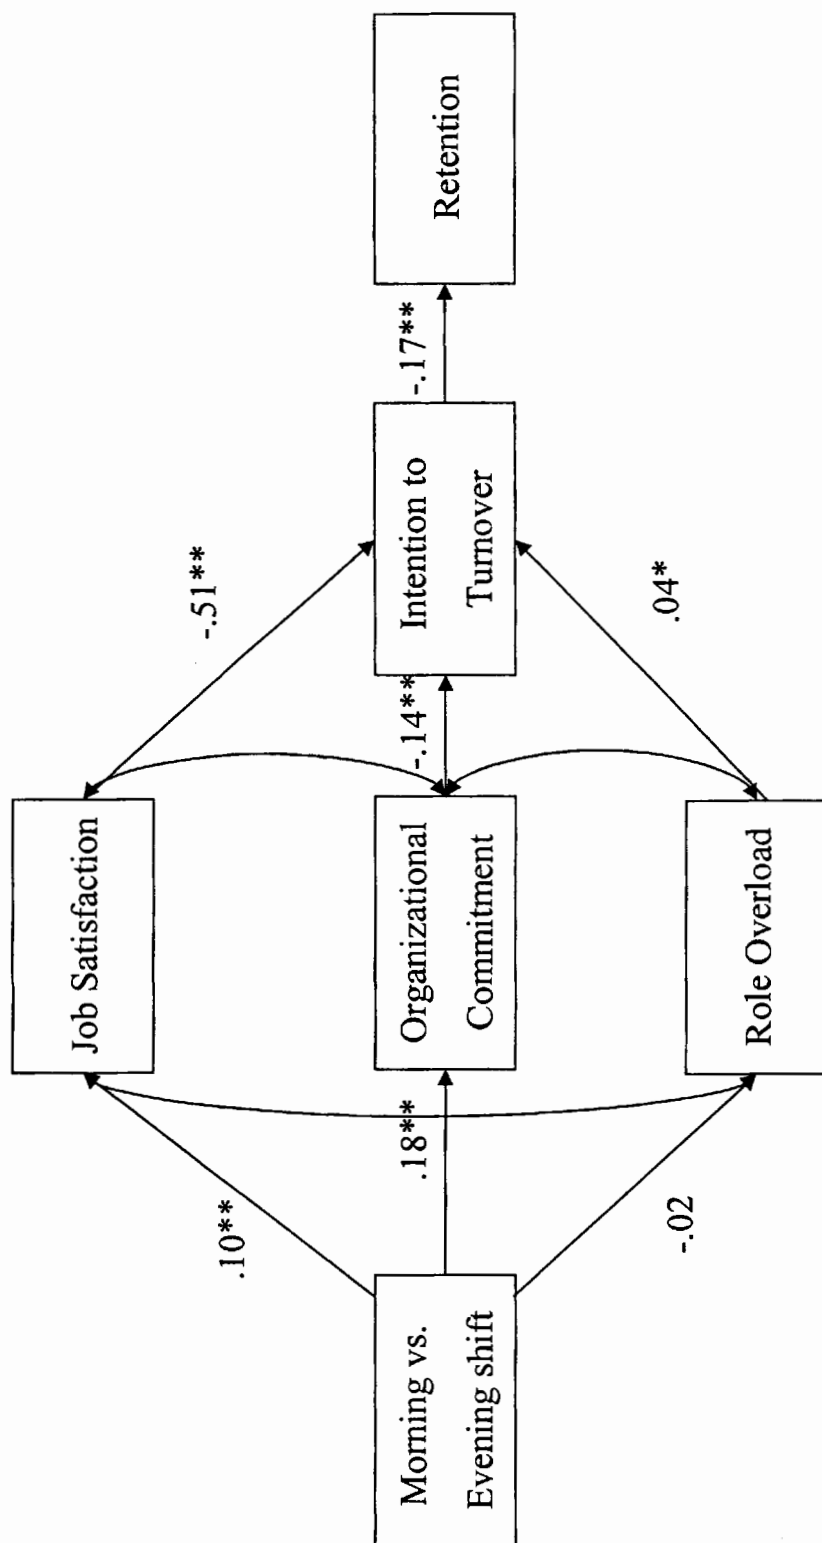 Morning vs.
Evening shift
.10**
.18**
-.02
Job Satisfaction
Organizational
Commitment
Role Overload
-.51**
-.14**
.04*
Intention to
Turnover
-.17**
Retention